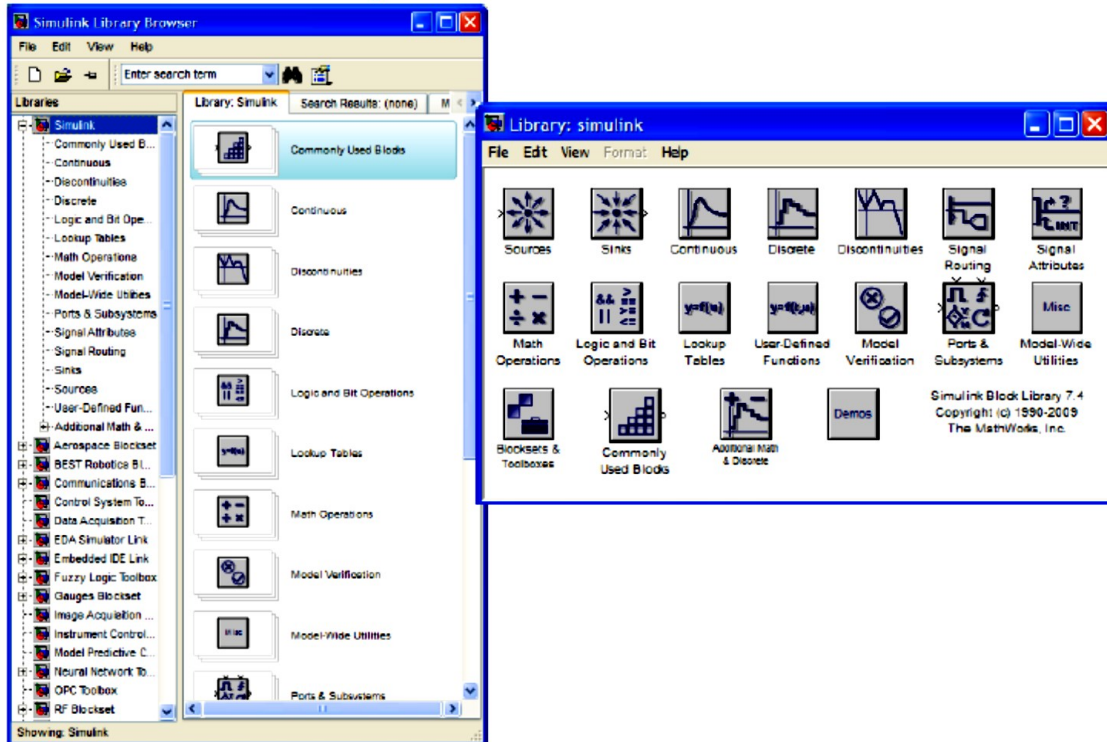 Simulink Library Browser
File Edit View Help
Enter search term
Libraries
Library: Simulink Search Results: (none) M
Simulink
Commonly Used B...
Continuous
Discontinuities
Discrete
Logic and Bit Ope...
Lookup Tables
Math Operations
Model Verification
Model-Wide Utilities
Ports & Subsystems
Signal Attributes
Signal Routing
Sinks
Sources
User-Defined Fun...
Additional Math & ...
Aerospace Blockset
BEST Robotics Bl...
Communications B...
Control System To...
Data Acquisition T...
EDA Simulator Link
Embedded IDE Link
Fuzzy Logic Toolbox
Gauges Blockset
Image Acquisition ...
Instrument Control...
Model Predictive C...
Neural Network To...
OPC Toolbox
RF Blockset
Commonly Used Blocks
Continuous
Discontinuities
Discrete
Logic and Bit Operations
y=f(u)
Lookup Tables
Math Operations
Model Verification
Misc
Model-Wide Utilities
Ports & Subsystems
Showing: Simulink
Library: simulink
File Edit View Format Help
Sources Sinks Continuous Discrete Discontinuities Signal Signal
Routing Attributes
y=f(u) y=f(u) Misc
Math Logic and Bit Lookup User-Defined Model Ports & Model-Wide
Operations Operations Tables Functions Verification Subsystems Utilities
Demos
Blocksets & Commonly Additional Math
Toolboxes Used Blocks & Discrete
Simulink Block Library 7.4
Copyright (c) 1990-2009
The MathWorks, Inc.